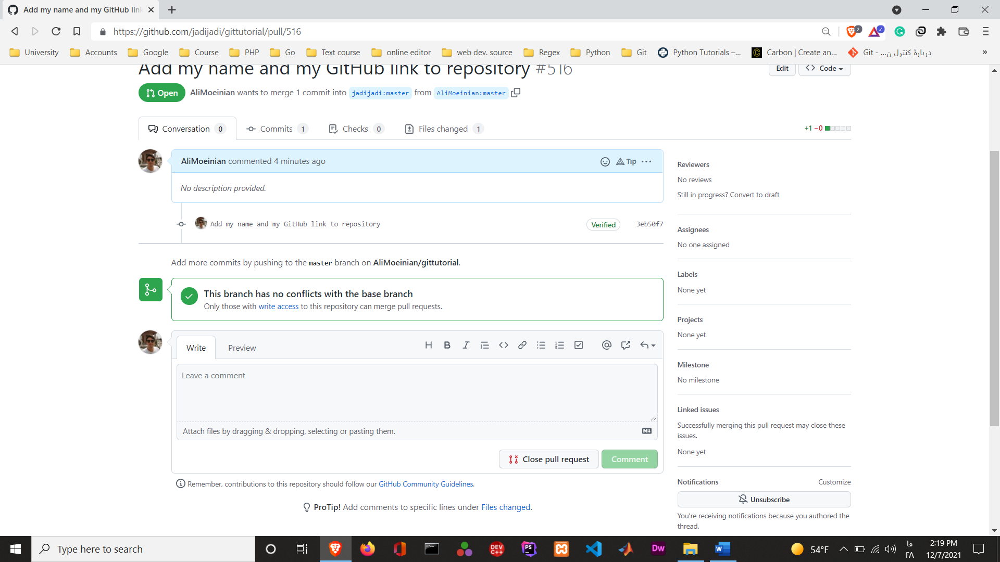 Add my name and my GitHub lin
https://github.com/jadijadi/gittutorial/pull/516
2
University
Accounts
Google
Course
PHP
Go
Text course
online editor
web dev. source
Regex
Python
Git
Python Tutorials –...
Carbon | Create an...
Git - ...دربارهٔ کنترل ن
»
Add my name and my GitHub link to repository #516
Edit
Code
Open
AliMoeinian wants to merge 1 commit into jadijadi:master from AliMoeinian:master
Conversation 0
Commits 1
Checks 0
Files changed 1
+1 −0
AliMoeinian commented 4 minutes ago
Tip
No description provided.
Add my name and my GitHub link to repository
Verified
3eb50f7
Add more commits by pushing to the master branch on AliMoeinian/gittutorial.
This branch has no conflicts with the base branch
Only those with write access to this repository can merge pull requests.
Write
Preview
H B I
Leave a comment
Attach files by dragging & dropping, selecting or pasting them.
Close pull request
Comment
Remember, contributions to this repository should follow our GitHub Community Guidelines.
ProTip! Add comments to specific lines under Files changed.
Reviewers
No reviews
Still in progress? Convert to draft
Assignees
No one assigned
Labels
None yet
Projects
None yet
Milestone
No milestone
Linked issues
Successfully merging this pull request may close these
issues.
None yet
Notifications
Customize
Unsubscribe
You're receiving notifications because you authored the
thread.
Type here to search
DEV
C++
PS
Dw
W
54°F
فا
FA
2:19 PM
12/7/2021